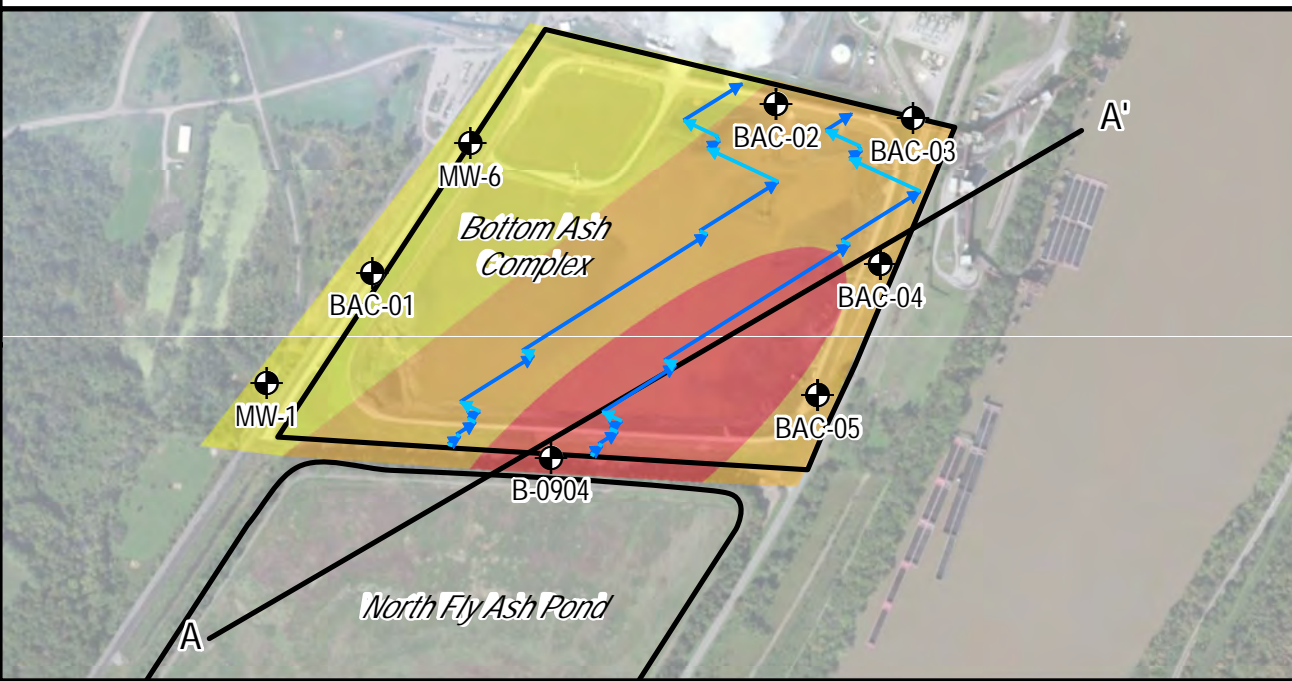 A'
BAC-02
BAC-03
MW-6
Bottom Ash
Complex
BAC-01
BAC-04
MW-1
BAC-05
B-0904
North Fly Ash Pond
A